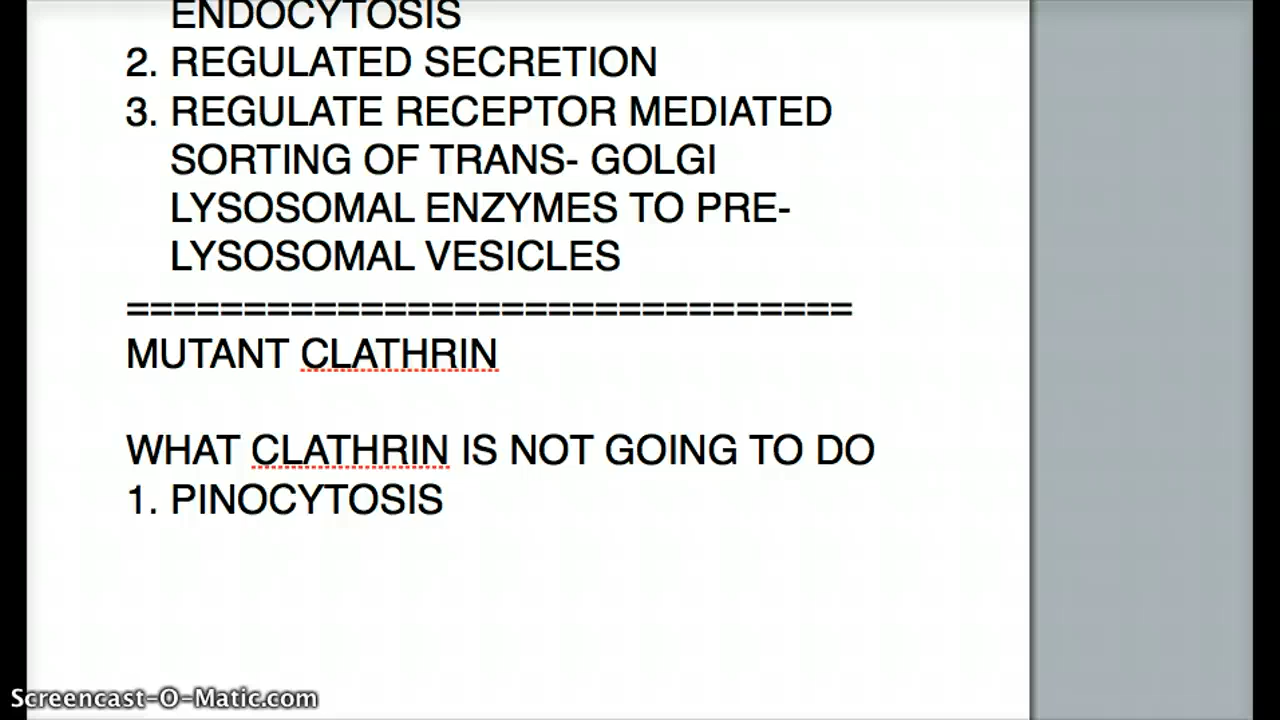 ENDOCYTOSIS
2. REGULATED SECRETION
3. REGULATE RECEPTOR MEDIATED
SORTING OF TRANS- GOLGI
LYSOSOMAL ENZYMES TO PRE-
LYSOSOMAL VESICLES
===============================
MUTANT CLATHRIN
WHAT CLATHRIN IS NOT GOING TO DO
1. PINOCYTOSIS
Screencast-O-Matic.com